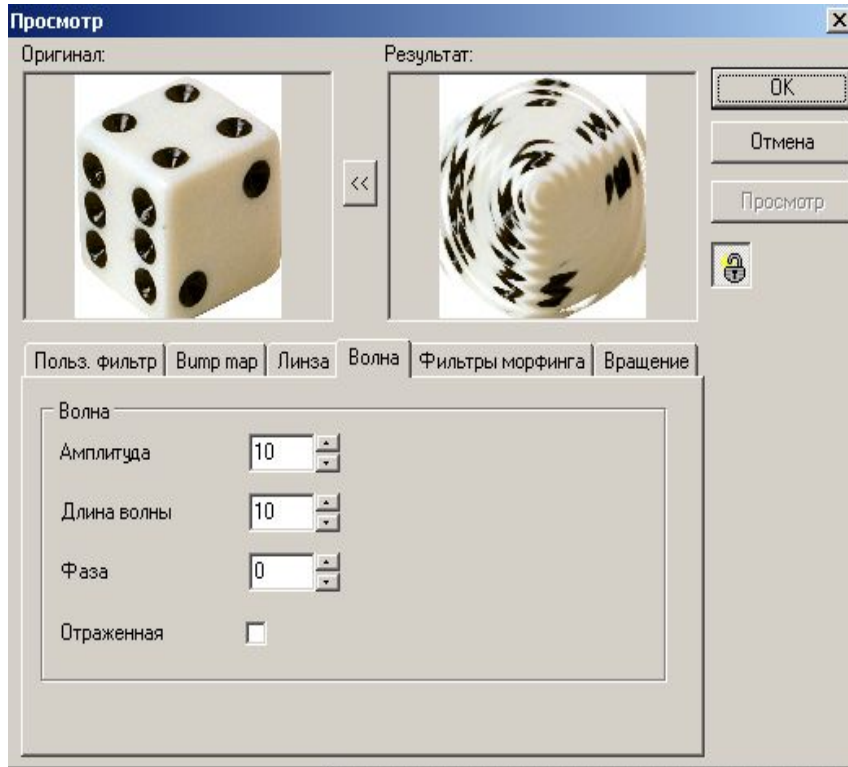 Просмотр
Оригинал: Результат:
<<
OK
Отмена
Просмотр
Польз. фильтр Bump map Линза Волна Фильтры морфинга Вращение
Волна
Амплитуда 10
Длина волны 10
Фаза 0
Отраженная